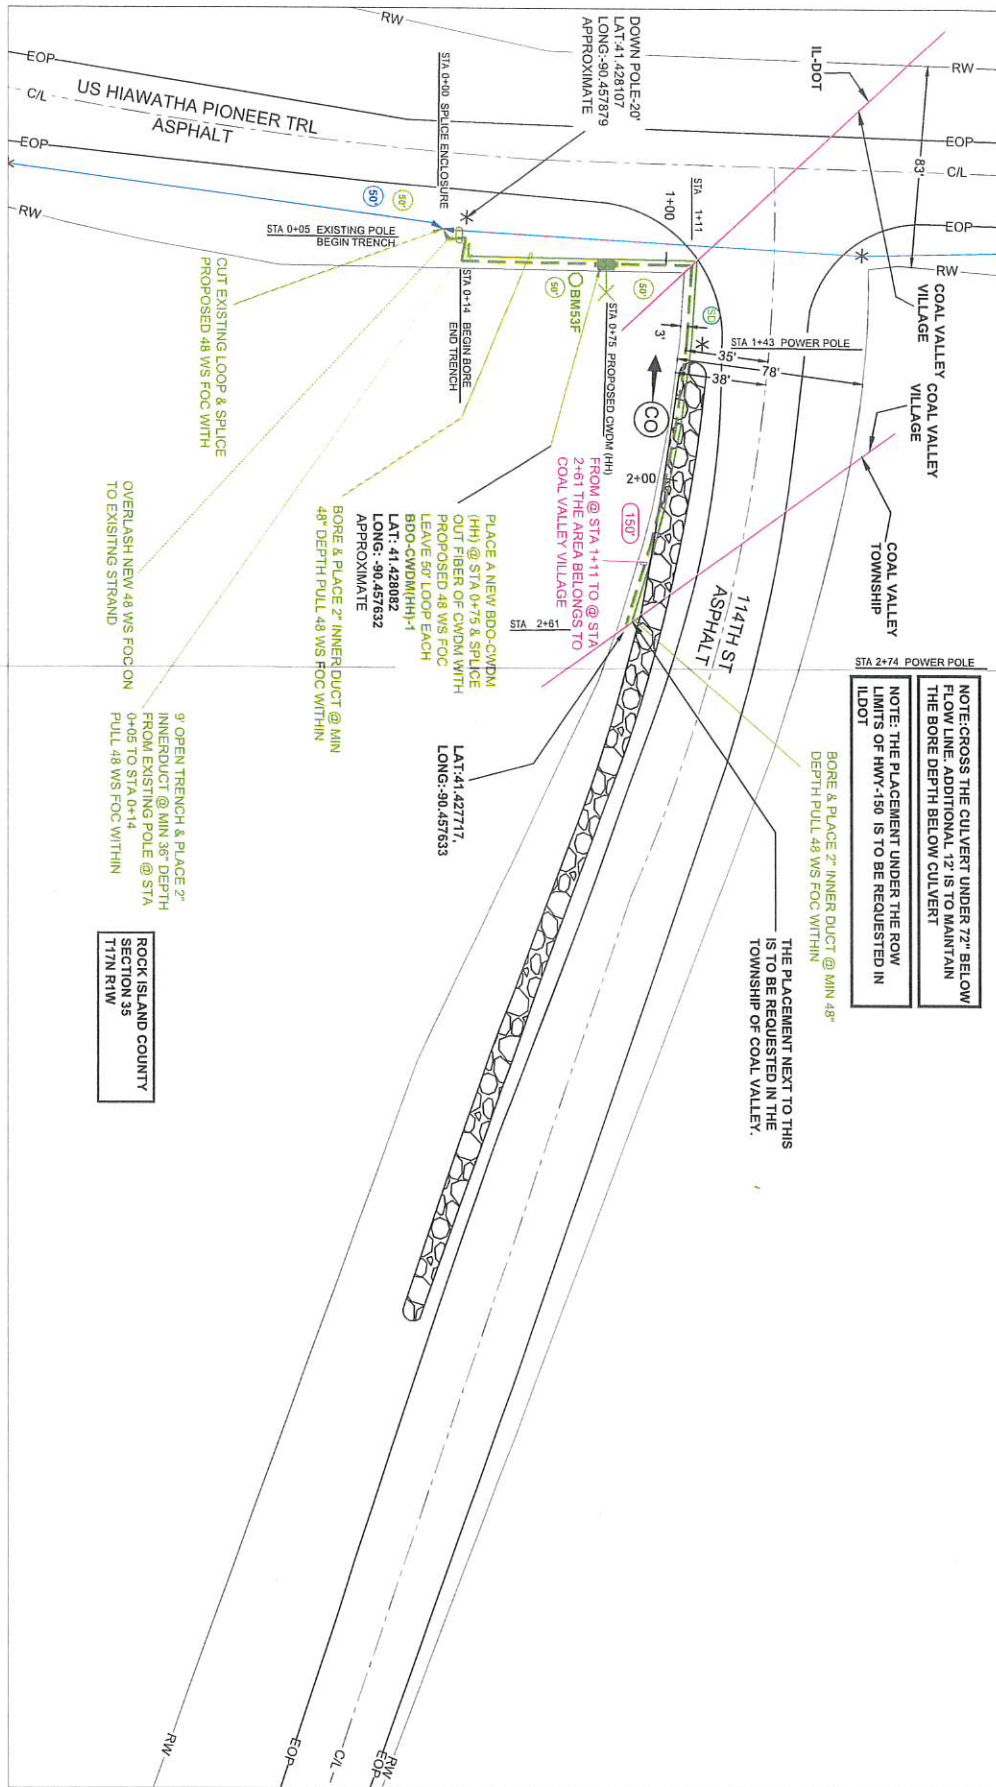 RW
EOP
C/L
US HIAWATHA PIONEER TRL
ASPHALT
EOP
RW
DOWN POLE-20'
LAT:41.428107
LONG:-90.457879
APPROXIMATE
STA 0+00 SPLICE ENCLOSURE
50'
50'
STA 0+05 EXISTING POLE
BEGIN TRENCH
STA 0+14 BEGIN BORE
END TRENCH
BM53F
50'
50'
STA 0+75 PROPOSED CWDM (HH)
1+00
STA 1+11
IL-DOT
RW
EOP
C/L
83'
EOP
RW
COAL VALLEY
VILLAGE
COAL VALLEY
VILLAGE
COAL VALLEY
TOWNSHIP
SD
3'
STA 1+43 POWER POLE
35'
78'
38'
CO
2+00
150'
FROM @ STA 1+11 TO @ STA
2+61 THE AREA BELONGS TO
COAL VALLEY VILLAGE
STA 2+61
114TH ST
ASPHALT
STA 2+74 POWER POLE
NOTE:CROSS THE CULVERT UNDER 72" BELOW
FLOW LINE. ADDITIONAL 12' IS TO MAINTAIN
THE BORE DEPTH BELOW CULVERT
NOTE: THE PLACEMENT UNDER THE ROW
LIMITS OF HWY-150 IS TO BE REQUESTED IN
ILDOT
BORE & PLACE 2" INNER DUCT @ MIN 48"
DEPTH PULL 48 WS FOC WITHIN
THE PLACEMENT NEXT TO THIS
IS TO BE REQUESTED IN THE
TOWNSHIP OF COAL VALLEY.
LAT:41.427717,
LONG:-90.457633
PLACE A NEW BDO-CWDM
(HH) @ STA 0+75 & SPLICE
OUT FIBER OF CWDM WITH
PROPOSED 48 WS FOC
LEAVE 50' LOOP EACH
BDO-CWDM(HH)-1
LAT: 41.428082
LONG: -90.457632
APPROXIMATE
BORE & PLACE 2" INNER DUCT @ MIN
48" DEPTH PULL 48 WS FOC WITHIN
CUT EXISTING LOOP & SPLICE
PROPOSED 48 WS FOC WITH
OVERLASH NEW 48 WS FOC ON
TO EXISITNG STRAND
9' OPEN TRENCH & PLACE 2"
INNERDUCT @ MIN 36" DEPTH
FROM EXISTING POLE @ STA
0+05 TO STA 0+14
PULL 48 WS FOC WITHIN
ROCK ISLAND COUNTY
SECTION 35
T17N R1W
RW
EOP
C/L
EOP
RW